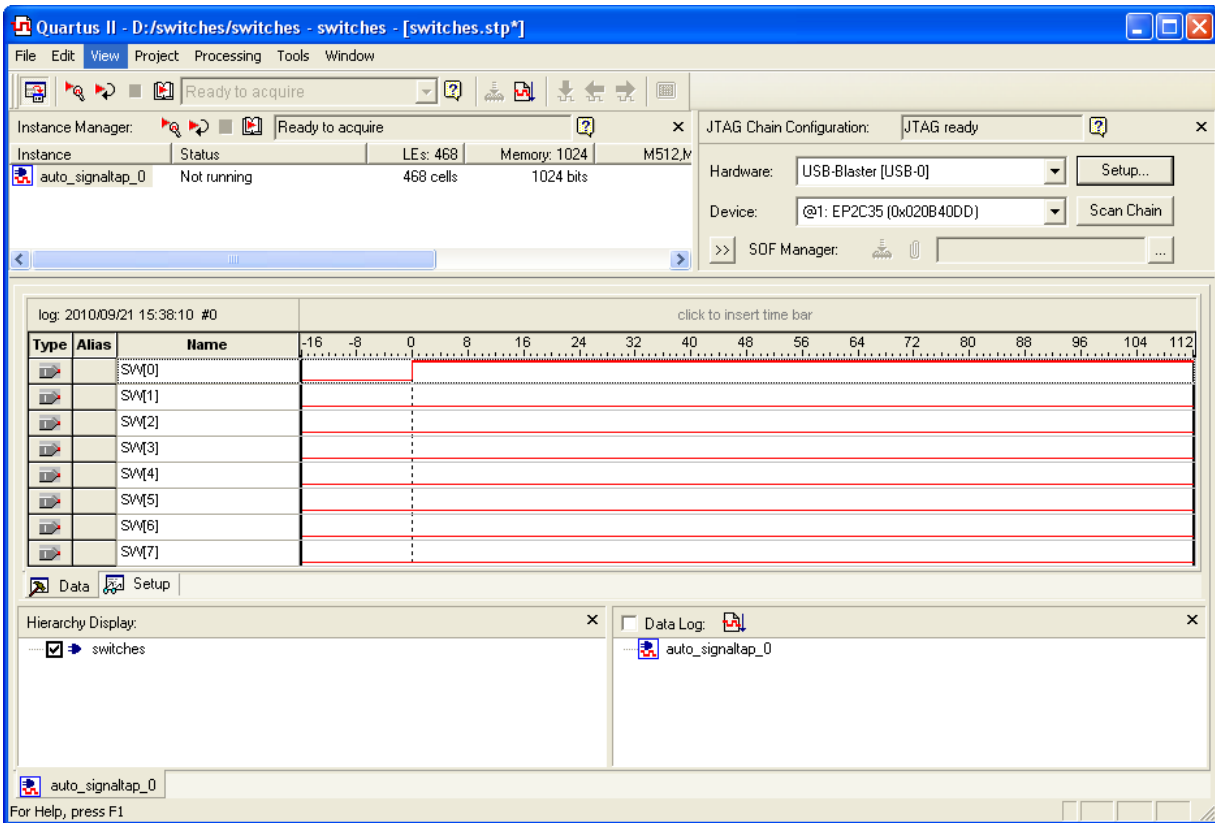 Quartus II - D:/switches/switches - switches - [switches.stp*]
File Edit View Project Processing Tools Window
Ready to acquire
Instance Manager: Ready to acquire
Instance Status LEs: 468 Memory: 1024 M512,M
auto_signaltap_0 Not running 468 cells 1024 bits
JTAG Chain Configuration: JTAG ready
Hardware: USB-Blaster [USB-0] Setup...
Device: @1: EP2C35 (0x020B40DD) Scan Chain
>> SOF Manager: ...
log: 2010/09/21 15:38:10 #0 click to insert time bar
Type Alias Name -16 -8 0 8 16 24 32 40 48 56 64 72 80 88 96 104 112
SW[0]
SW[1]
SW[2]
SW[3]
SW[4]
SW[5]
SW[6]
SW[7]
Data Setup
Hierarchy Display:
switches
Data Log:
auto_signaltap_0
auto_signaltap_0
For Help, press F1